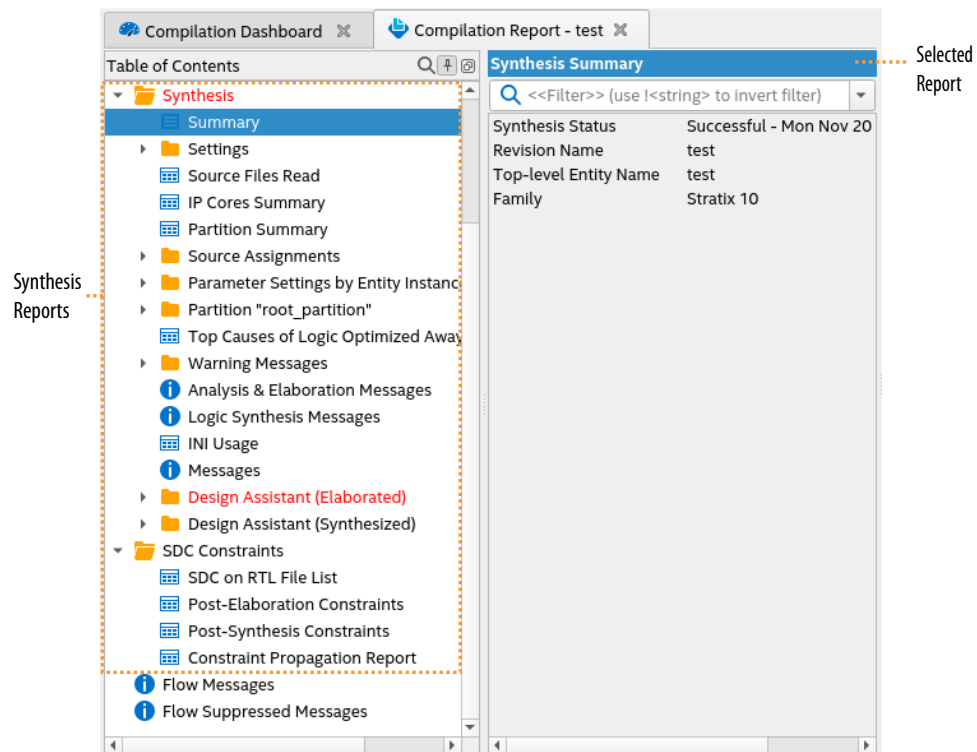 Compilation Dashboard
Compilation Report - test
Table of Contents
Synthesis
Summary
Settings
Source Files Read
IP Cores Summary
Partition Summary
Source Assignments
Parameter Settings by Entity Instanc
Partition "root_partition"
Top Causes of Logic Optimized Away
Warning Messages
Analysis & Elaboration Messages
Logic Synthesis Messages
INI Usage
Messages
Design Assistant (Elaborated)
Design Assistant (Synthesized)
SDC Constraints
SDC on RTL File List
Post-Elaboration Constraints
Post-Synthesis Constraints
Constraint Propagation Report
Flow Messages
Flow Suppressed Messages
Synthesis Summary
<<Filter>> (use !<string> to invert filter)
Synthesis Status Successful - Mon Nov 20
Revision Name test
Top-level Entity Name test
Family Stratix 10
Selected
Report
Synthesis
Reports